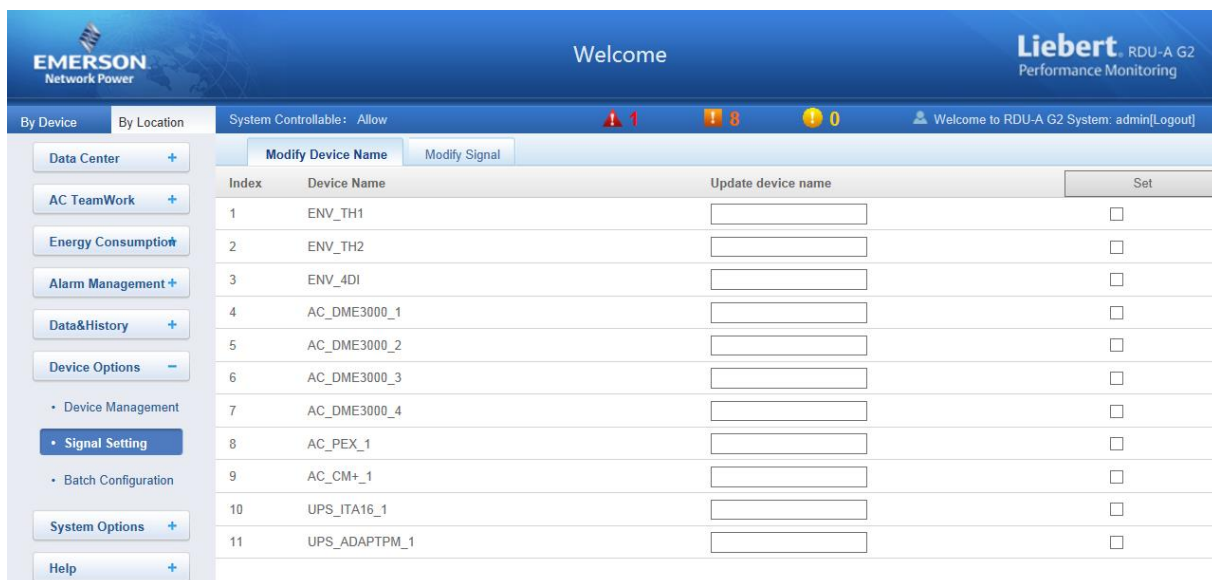 EMERSON
Network Power
Welcome
Liebert. RDU-A G2
Performance Monitoring
By Device By Location System Controllable: Allow 1 8 0 Welcome to RDU-A G2 System: admin[Logout]
Data Center +
AC TeamWork +
Energy Consumption+
Alarm Management +
Data&History +
Device Options −
• Device Management
• Signal Setting
• Batch Configuration
System Options +
Help +
Modify Device Name Modify Signal
Index Device Name Update device name Set
1 ENV_TH1
2 ENV_TH2
3 ENV_4DI
4 AC_DME3000_1
5 AC_DME3000_2
6 AC_DME3000_3
7 AC_DME3000_4
8 AC_PEX_1
9 AC_CM+_1
10 UPS_ITA16_1
11 UPS_ADAPTPM_1